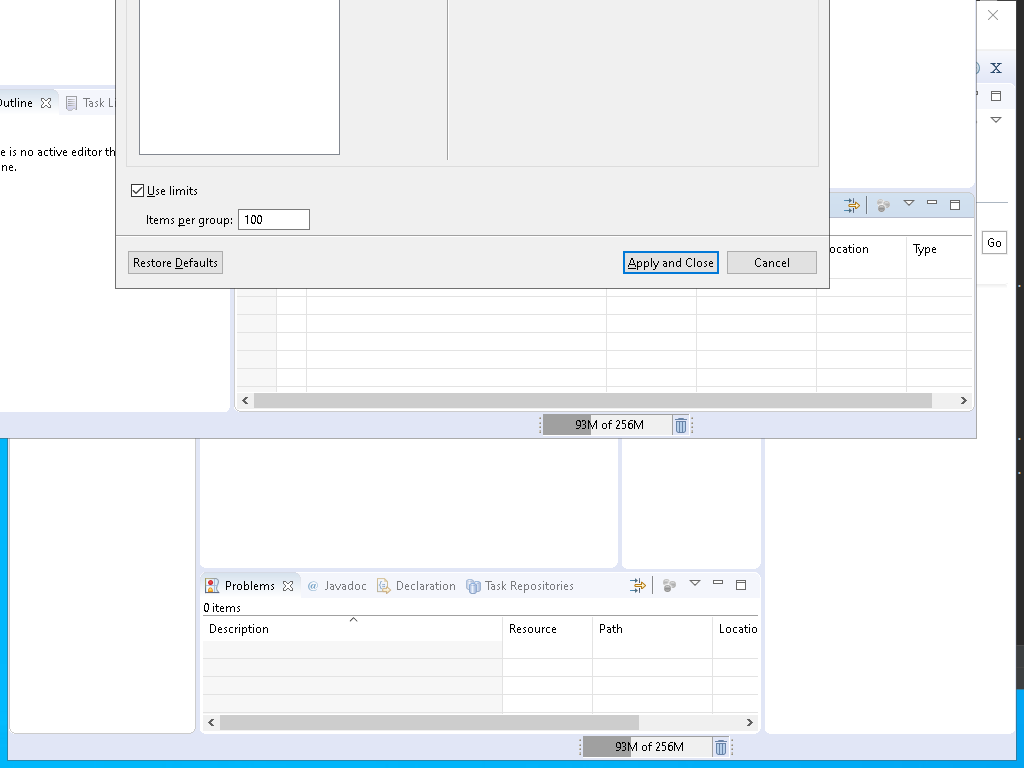 X
Outline
Task Li
e is no active editor th
ne.
Use limits
Items per group: 100
Go
ocation
Type
Restore Defaults
Apply and Close
Cancel
93M of 256M
Problems
@ Javadoc
Declaration
Task Repositories
0 items
Description
Resource
Path
Locatio
93M of 256M